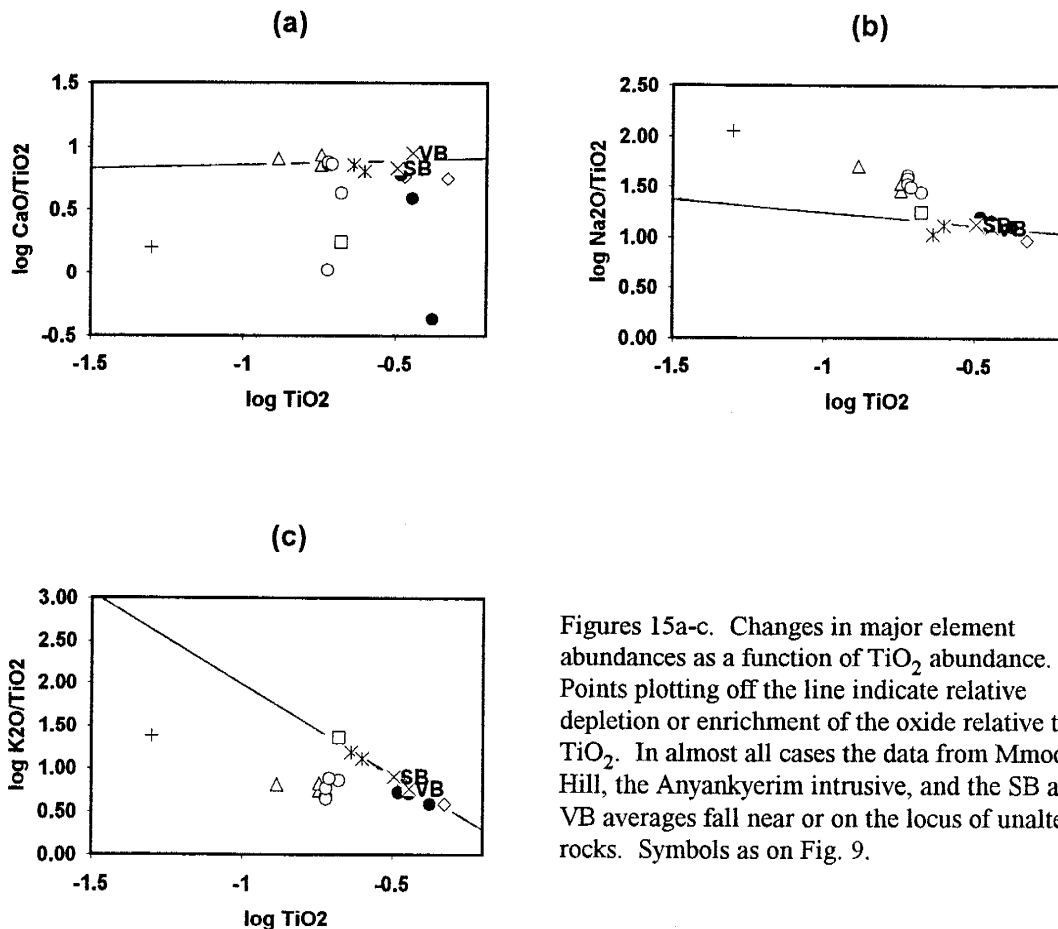 (a)
1.5
1
0.5
0
-0.5
log CaO/TiO2
-1.5
-1
-0.5
log TiO2
VB
SB
(b)
2.50
2.00
1.50
1.00
0.50
0.00
log Na2O/TiO2
-1.5
-1
-0.5
log TiO2
SB
VB
(c)
3.00
2.50
2.00
1.50
1.00
0.50
0.00
log K2O/TiO2
-1.5
-1
-0.5
log TiO2
SB
VB
Figures 15a-c. Changes in major element
abundances as a function of TiO2 abundance.
Points plotting off the line indicate relative
depletion or enrichment of the oxide relative t
TiO2. In almost all cases the data from Mmoc
Hill, the Anyankyerim intrusive, and the SB a
VB averages fall near or on the locus of unalte
rocks. Symbols as on Fig. 9.